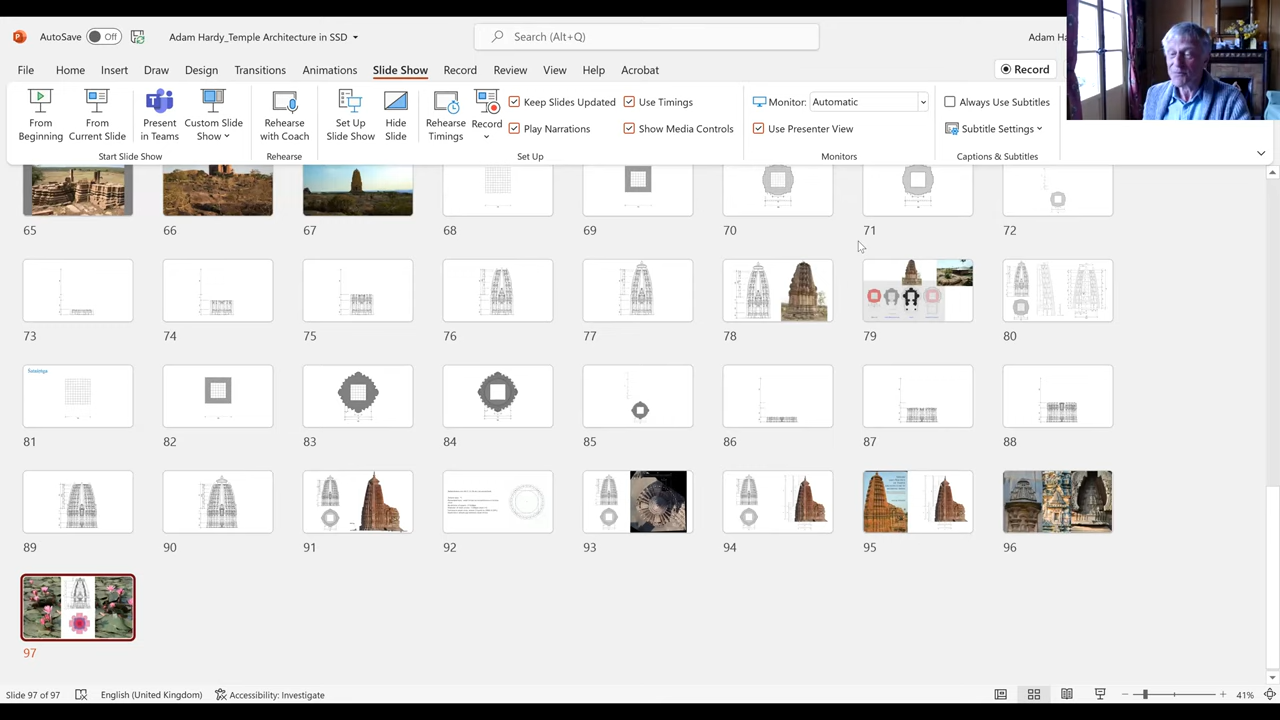 AutoSave Off Adam Hardy_Temple Architecture in SSD Search (Alt+Q) Adam Ha
File Home Insert Draw Design Transitions Animations Slide Show Record Review View Help Acrobat Record
From Beginning
From Current Slide
Present in Teams
Custom Slide Show
Start Slide Show
Rehearse with Coach
Rehearse
Set Up Slide Show
Hide Slide
Rehearse Timings
Record
Keep Slides Updated
Play Narrations
Use Timings
Show Media Controls
Set Up
Monitor: Automatic
Use Presenter View
Monitors
Always Use Subtitles
Subtitle Settings
Captions & Subtitles
65 66 67 68 69 70 71 72
73 74 75 76 77 78 79 80
81 82 83 84 85 86 87 88
89 90 91 92 93 94 95 96
97
Slide 97 of 97 English (United Kingdom) Accessibility: Investigate 41%